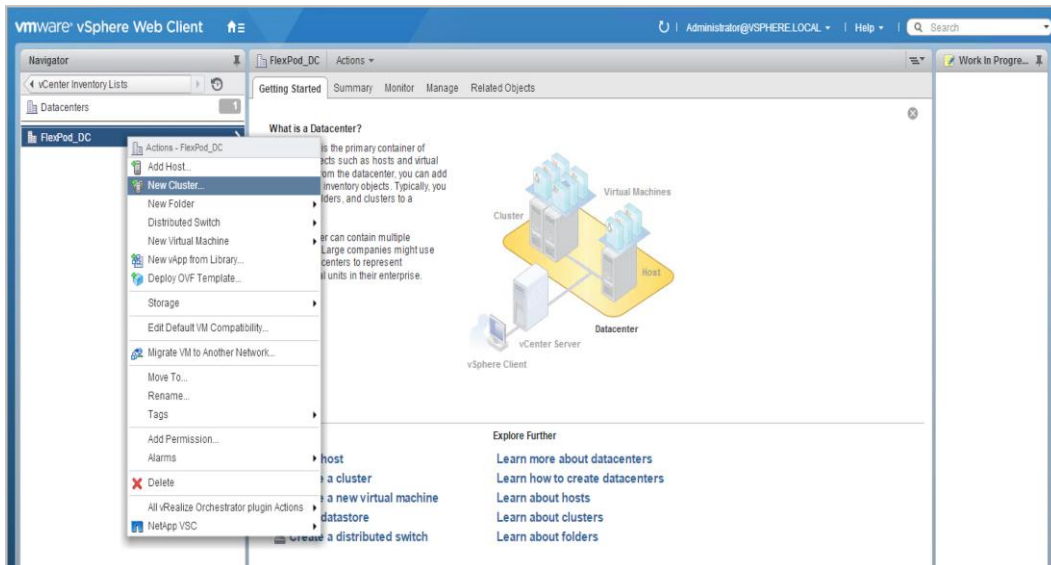 vmware® vSphere Web Client
Administrator@VSPHERE.LOCAL
Help
Search
Navigator
vCenter Inventory Lists
Datacenters
1
FlexPod_DC
Actions - FlexPod_DC
Add Host...
New Cluster...
New Folder
Distributed Switch
New Virtual Machine
New vApp from Library...
Deploy OVF Template...
Storage
Edit Default VM Compatibility...
Migrate VM to Another Network...
Move To...
Rename...
Tags
Add Permission...
Alarms
Delete
All vRealize Orchestrator plugin Actions
NetApp VSC
FlexPod_DC Actions
Getting Started Summary Monitor Manage Related Objects
What is a Datacenter?
is the primary container of
ects such as hosts and virtual
om the datacenter, you can add
inventory objects. Typically, you
ders, and clusters to a
er can contain multiple
Large companies might use
centers to represent
al units in their enterprise.
Virtual Machines
Cluster
Host
Datacenter
vCenter Server
vSphere Client
host
a cluster
a new virtual machine
datastore
Create a distributed switch
Explore Further
Learn more about datacenters
Learn how to create datacenters
Learn about hosts
Learn about clusters
Learn about folders
Work In Progre...